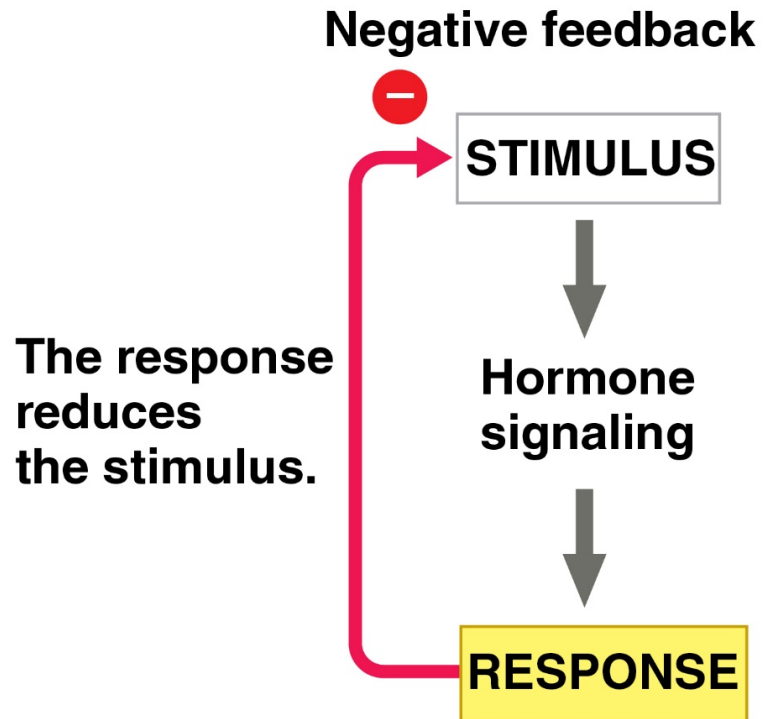 Negative feedback
–
STIMULUS
The response
reduces
the stimulus.
Hormone
signaling
RESPONSE